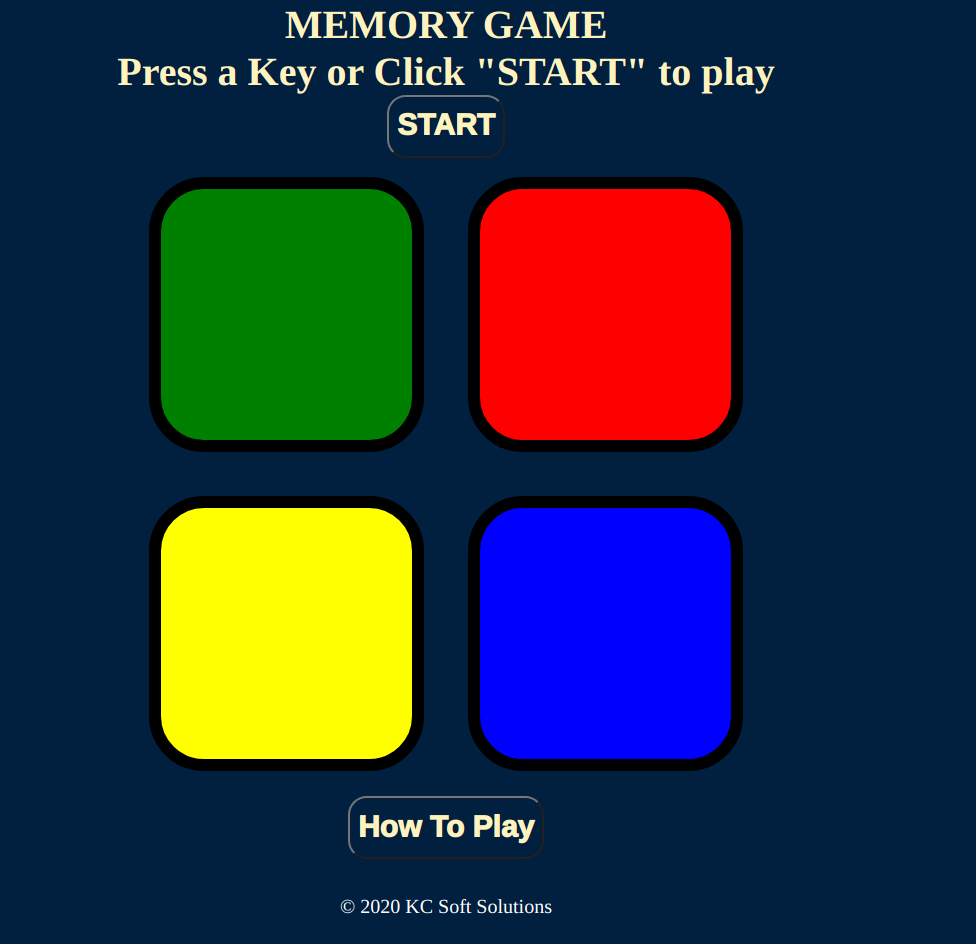 MEMORY GAME
Press a Key or Click "START" to play
START
How To Play
© 2020 KC Soft Solutions